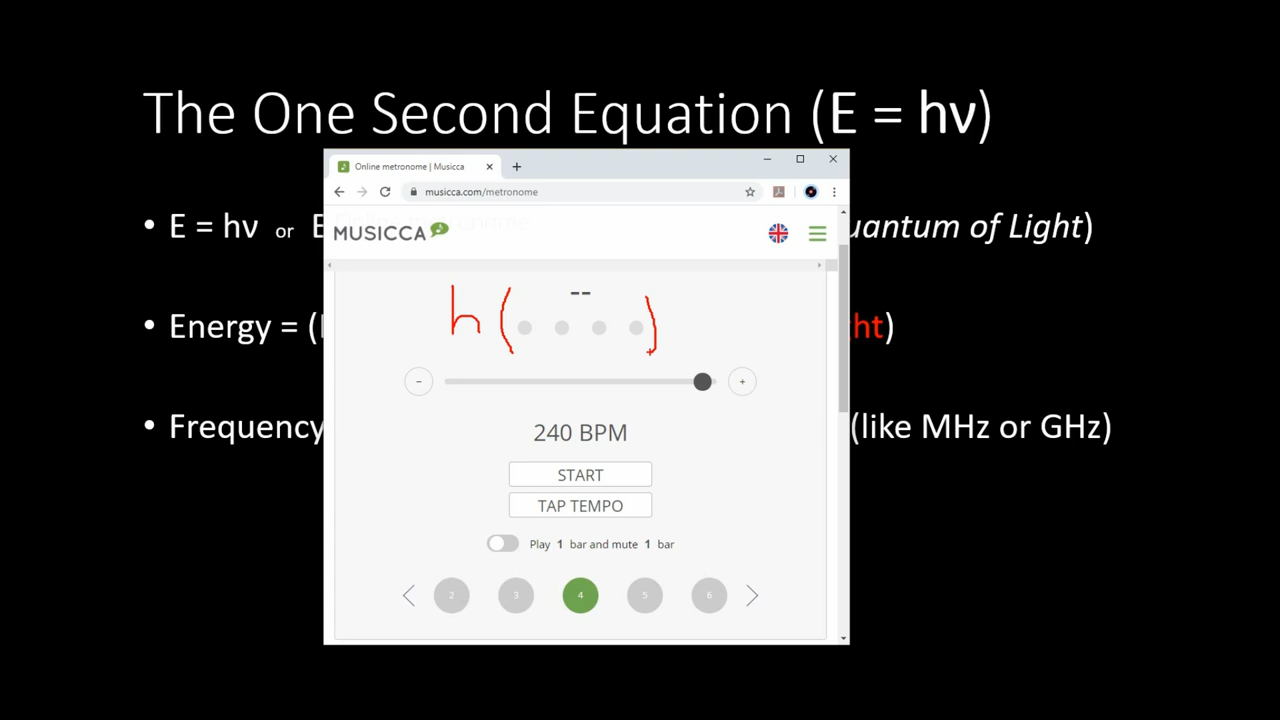 The One Second Equation (E = hν)
• E = hν or E
uantum of Light)
• Energy = (
ht)
• Frequency
(like MHz or GHz)
Online metronome | Musicca
musicca.com/metronome
Online metronome
MUSICCA
--
h ( )
− +
240 BPM
START
TAP TEMPO
Play 1 bar and mute 1 bar
2 3 4 5 6